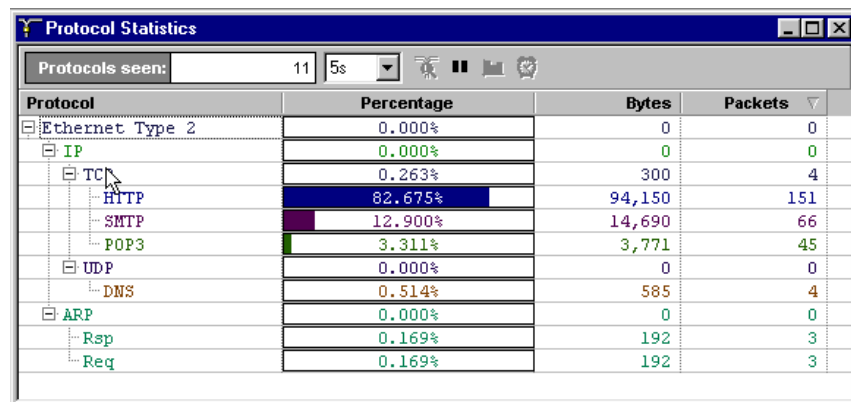 Protocol Statistics
Protocols seen: 11 5s
Protocol Percentage Bytes Packets
Ethernet Type 2 0.000% 0 0
IP 0.000% 0 0
TC 0.263% 300 4
HTTP 82.675% 94,150 151
SMTP 12.900% 14,690 66
POP3 3.311% 3,771 45
UDP 0.000% 0 0
DNS 0.514% 585 4
ARP 0.000% 0 0
Rsp 0.169% 192 3
Req 0.169% 192 3